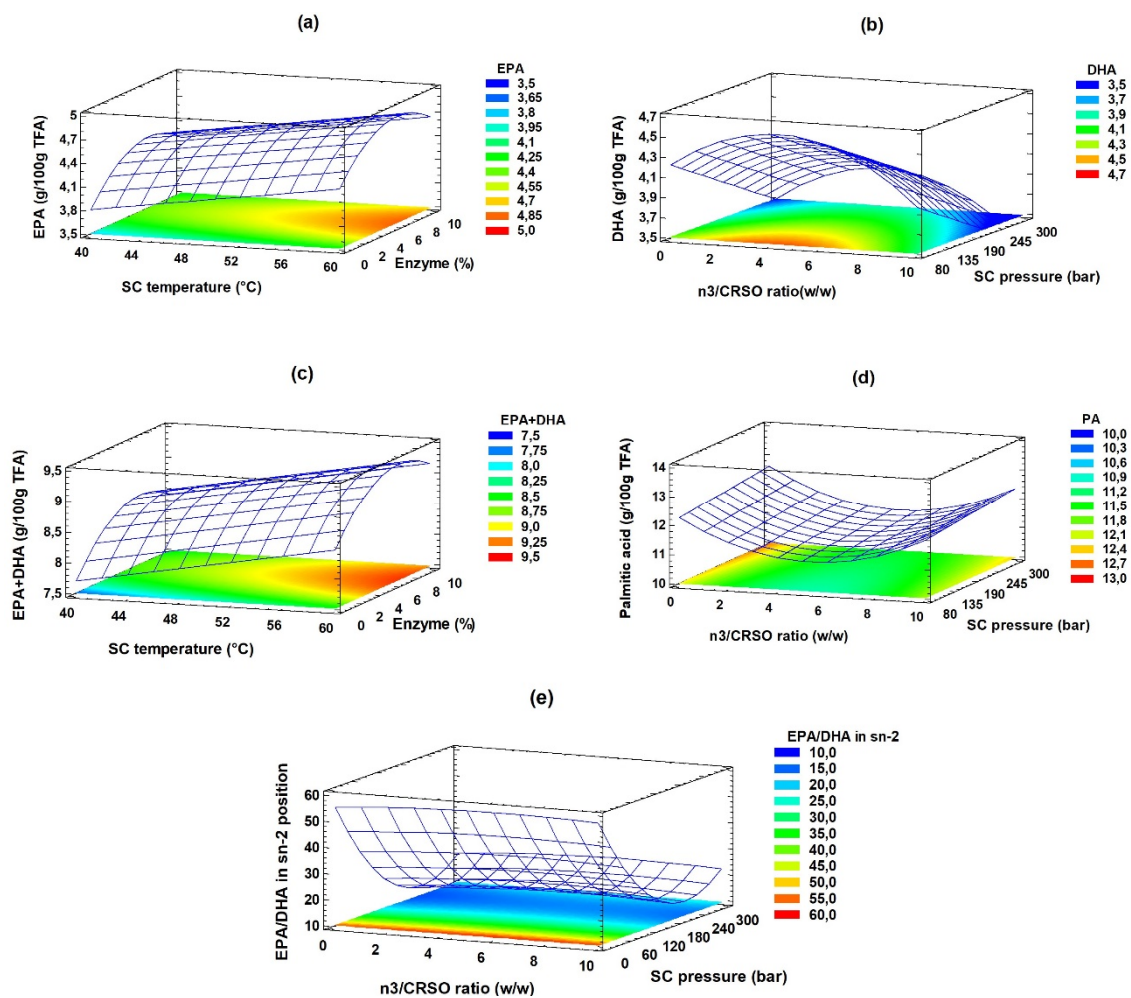 (a)
EPA
3,5
3,65
3,8
3,95
4,1
4,25
4,4
4,55
4,7
4,85
5,0
EPA (g/100g TFA)
5
4,7
4,4
4,1
3,8
3,5
40 44 48 52 56 60
SC temperature (°C)
0 2 4 6 8 10
Enzyme (%)
(b)
DHA
3,5
3,7
3,9
4,1
4,3
4,5
4,7
DHA (g/100g TFA)
4,7
4,5
4,3
4,1
3,9
3,7
3,5
0 2 4 6 8 10
n3/CRSO ratio(w/w)
80 135 190 245 300
SC pressure (bar)
(c)
EPA+DHA
7,5
7,75
8,0
8,25
8,5
8,75
9,0
9,25
9,5
EPA+DHA (g/100g TFA)
9,5
9
8,5
8
7,5
40 44 48 52 56 60
SC temperature (°C)
0 2 4 6 8 10
Enzyme (%)
(d)
PA
10,0
10,3
10,6
10,9
11,2
11,5
11,8
12,1
12,4
12,7
13,0
Palmitic acid (g/100g TFA)
14
13
12
11
10
0 2 4 6 8 10
n3/CRSO ratio (w/w)
80 135 190 245 300
SC pressure (bar)
(e)
EPA/DHA in sn-2
10,0
15,0
20,0
25,0
30,0
35,0
40,0
45,0
50,0
55,0
60,0
EPA/DHA in sn-2 position
60
50
40
30
20
10
0 2 4 6 8 10
n3/CRSO ratio (w/w)
0 60 120 180 240 300
SC pressure (bar)